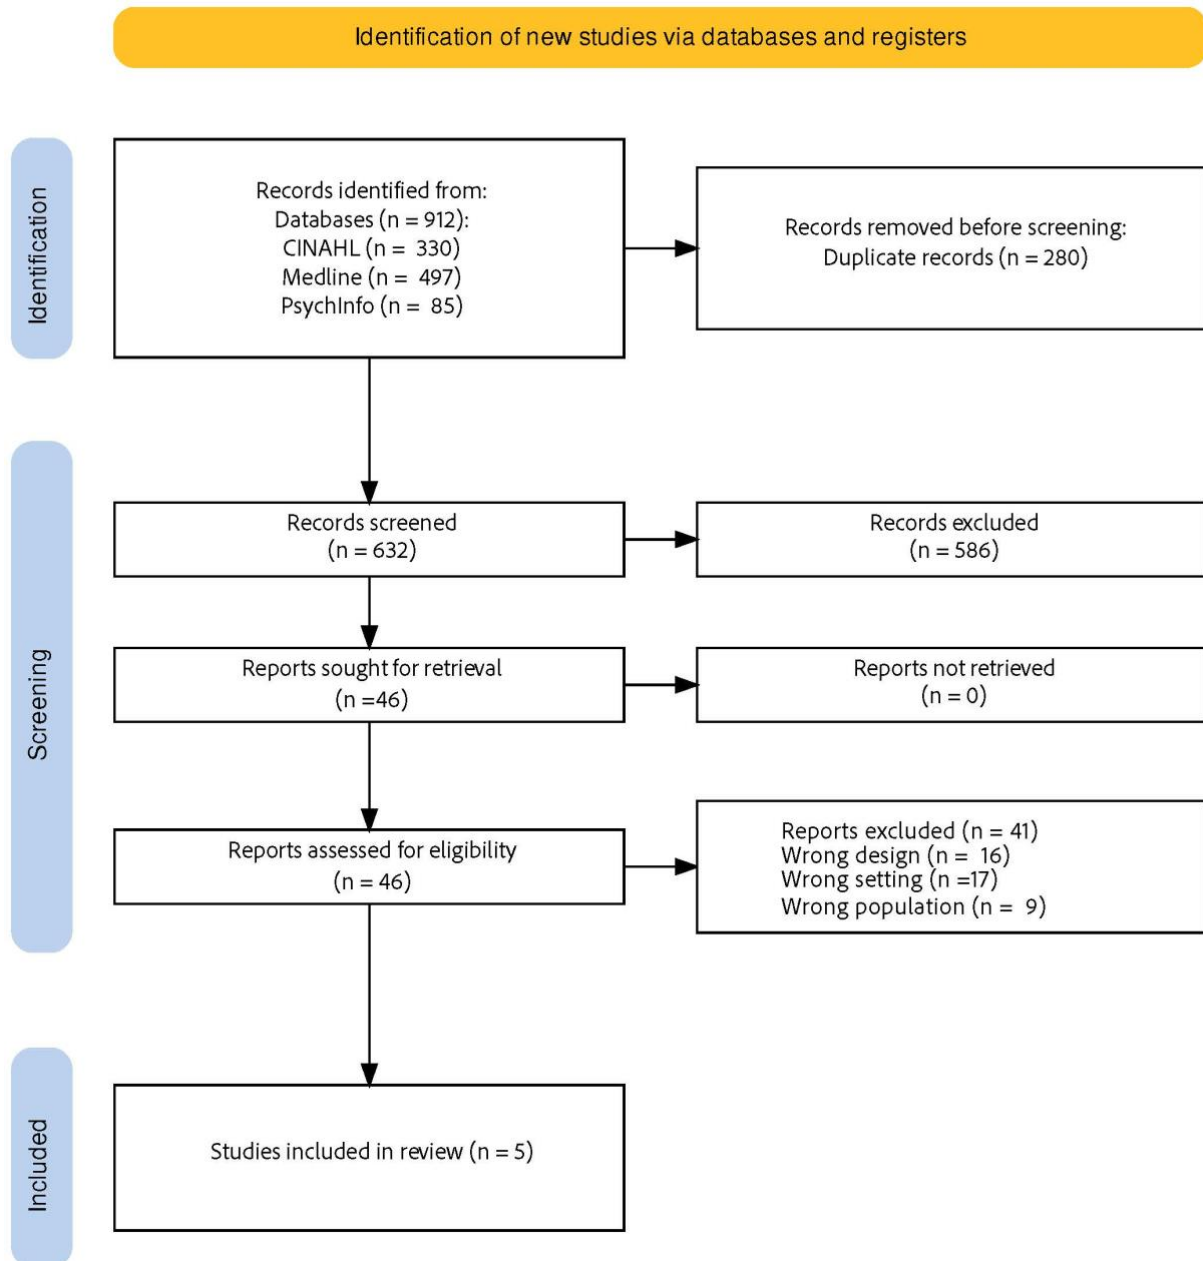 Identification of new studies via databases and registers
Identification
Records identified from:
Databases (n = 912):
CINAHL (n = 330)
Medline (n = 497)
PsychInfo (n = 85)
Records removed before screening:
Duplicate records (n = 280)
Screening
Records screened
(n = 632)
Records excluded
(n = 586)
Reports sought for retrieval
(n =46)
Reports not retrieved
(n = 0)
Reports assessed for eligibility
(n = 46)
Reports excluded (n = 41)
Wrong design (n = 16)
Wrong setting (n =17)
Wrong population (n = 9)
Included
Studies included in review (n = 5)